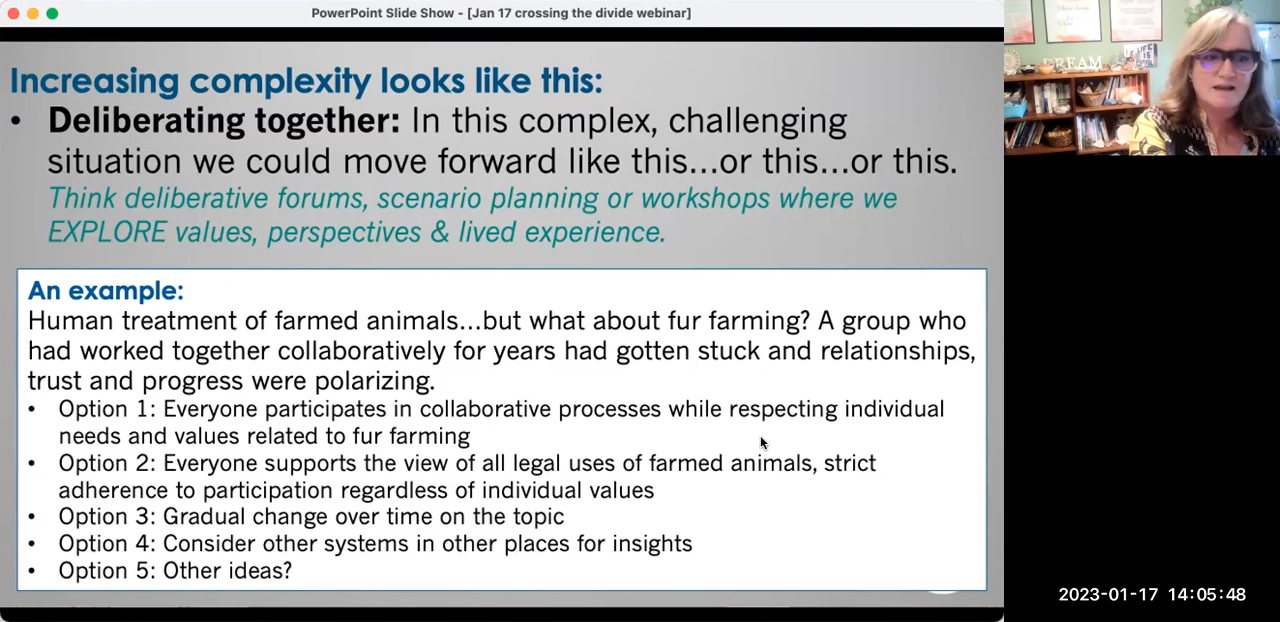 PowerPoint Slide Show - [Jan 17 crossing the divide webinar]
Increasing complexity looks like this:
• Deliberating together: In this complex, challenging
situation we could move forward like this...or this...or this.
Think deliberative forums, scenario planning or workshops where we
EXPLORE values, perspectives & lived experience.
An example:
Human treatment of farmed animals...but what about fur farming? A group who
had worked together collaboratively for years had gotten stuck and relationships,
trust and progress were polarizing.
• Option 1: Everyone participates in collaborative processes while respecting individual
needs and values related to fur farming
• Option 2: Everyone supports the view of all legal uses of farmed animals, strict
adherence to participation regardless of individual values
• Option 3: Gradual change over time on the topic
• Option 4: Consider other systems in other places for insights
• Option 5: Other ideas?
DREAM
2023-01-17 14:05:48